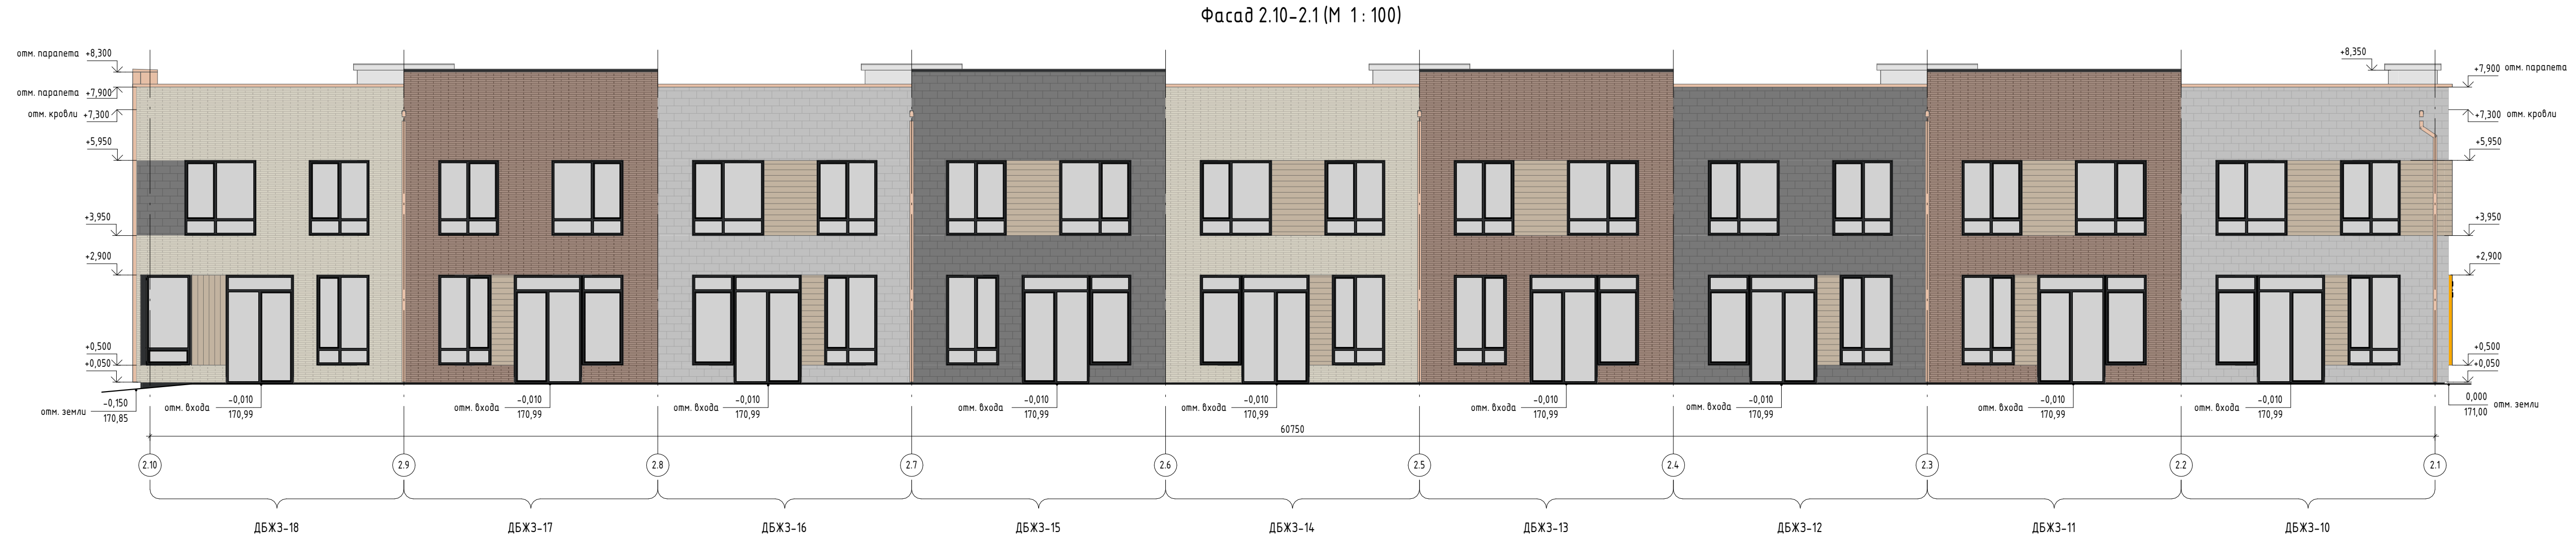 Фасад 2.10-2.1 (М 1 : 100)
отм. парапета +8,300
отм. парапета +7,900
отм. кровли +7,300
+5,950
+3,950
+2,900
+0,500
+0,050
отм. земли -0,150
170,85
+8,350
+7,900 отм. парапета
+7,300 отм. кровли
+5,950
+3,950
+2,900
+0,500
+0,050
0,000 отм. земли
171,00
отм. входа -0,010
170,99
отм. входа -0,010
170,99
отм. входа -0,010
170,99
отм. входа -0,010
170,99
отм. входа -0,010
170,99
отм. входа -0,010
170,99
отм. входа -0,010
170,99
отм. входа -0,010
170,99
отм. входа -0,010
170,99
60750
2.10 2.9 2.8 2.7 2.6 2.5 2.4 2.3 2.2 2.1
ДБЖЗ-18 ДБЖЗ-17 ДБЖЗ-16 ДБЖЗ-15 ДБЖЗ-14 ДБЖЗ-13 ДБЖЗ-12 ДБЖЗ-11 ДБЖЗ-10